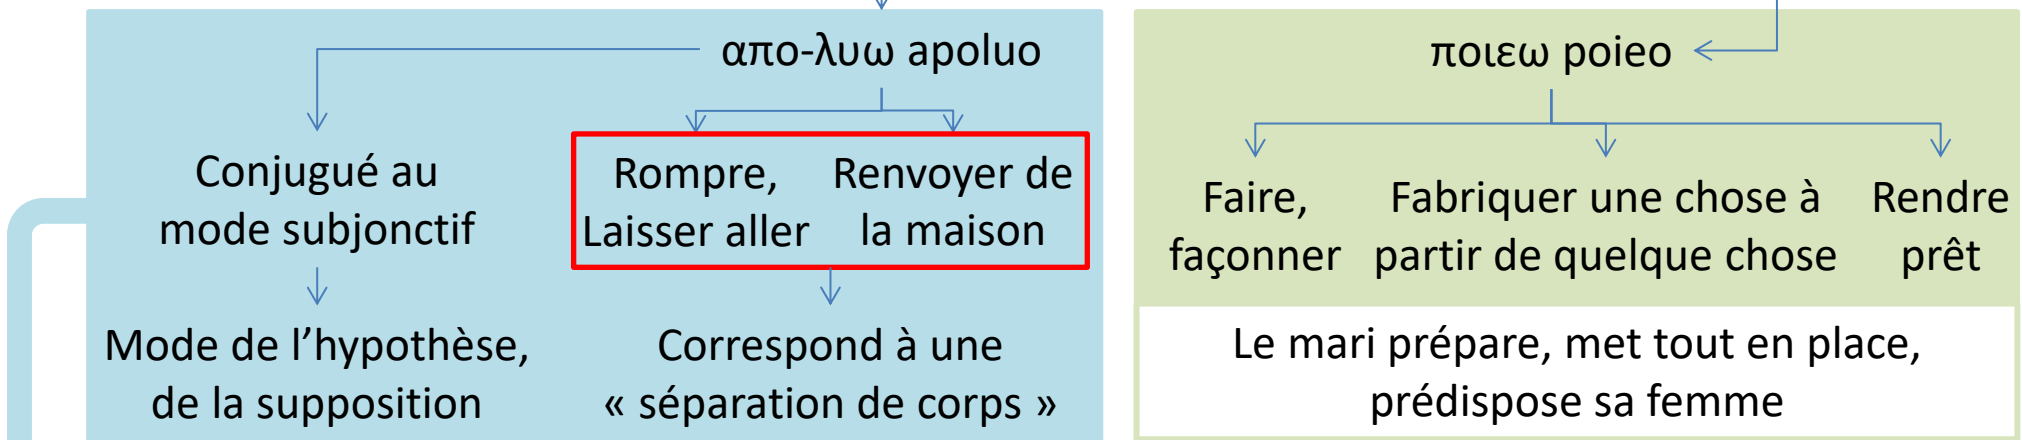 απο-λυω apoluo
Conjugué au
mode subjonctif
Rompre,
Laisser aller
Renvoyer de
la maison
Mode de l’hypothèse,
de la supposition
Correspond à une
« séparation de corps »
ποιεω poieo
Faire,
façonner
Fabriquer une chose à
partir de quelque chose
Rendre
prêt
Le mari prépare, met tout en place,
prédispose sa femme